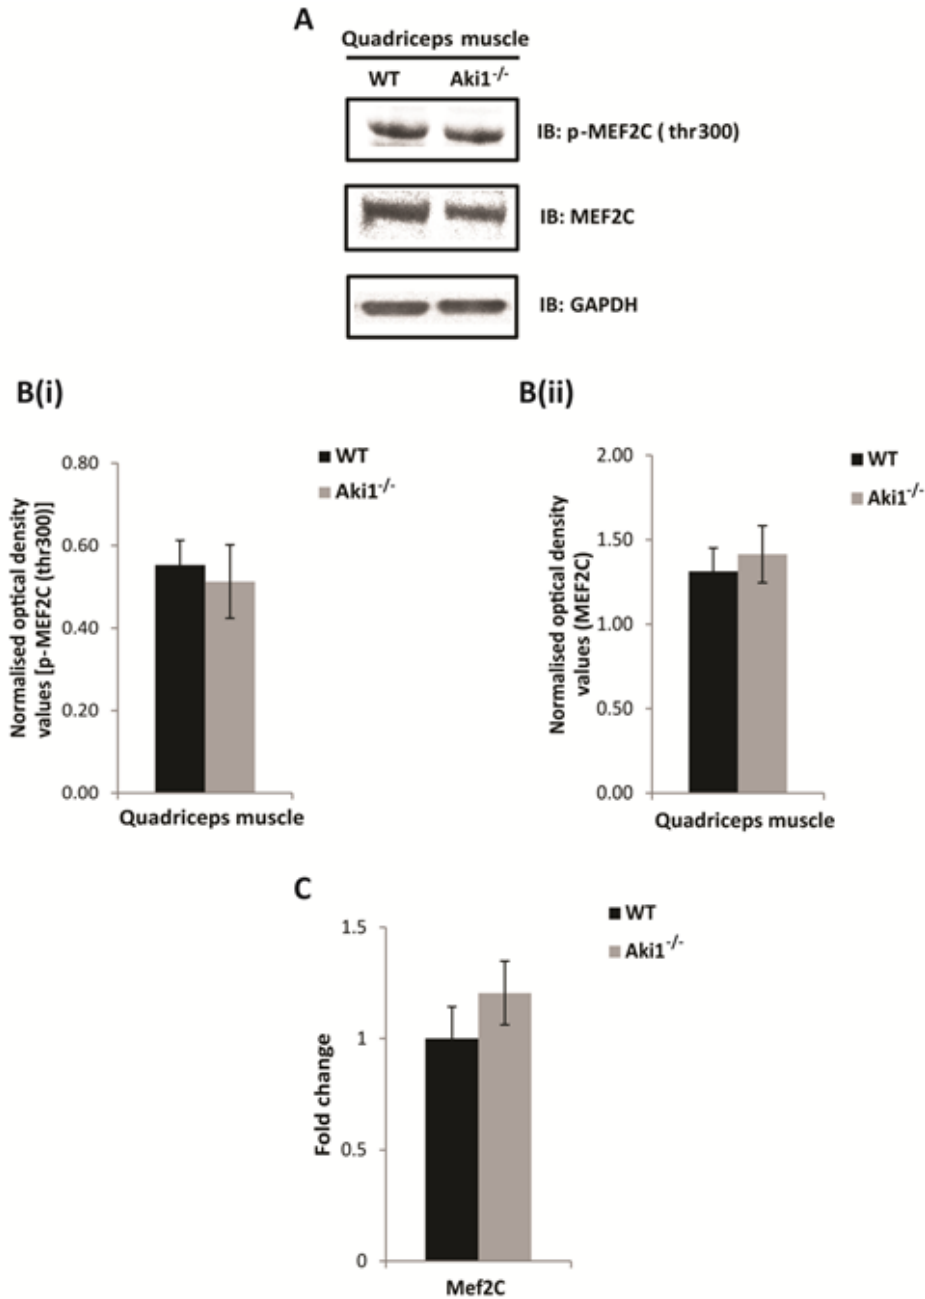 A
Quadriceps muscle
WT Aki1-/-
IB: p-MEF2C ( thr300)
IB: MEF2C
IB: GAPDH
B(i)
WT
Aki1-/-
Normalised optical density
values [p-MEF2C (thr300)]
0.80
0.60
0.40
0.20
0.00
Quadriceps muscle
B(ii)
WT
Aki1-/-
Normalised optical density
values (MEF2C)
2.00
1.50
1.00
0.50
0.00
Quadriceps muscle
C
WT
Aki1-/-
Fold change
1.5
1
0.5
0
Mef2C